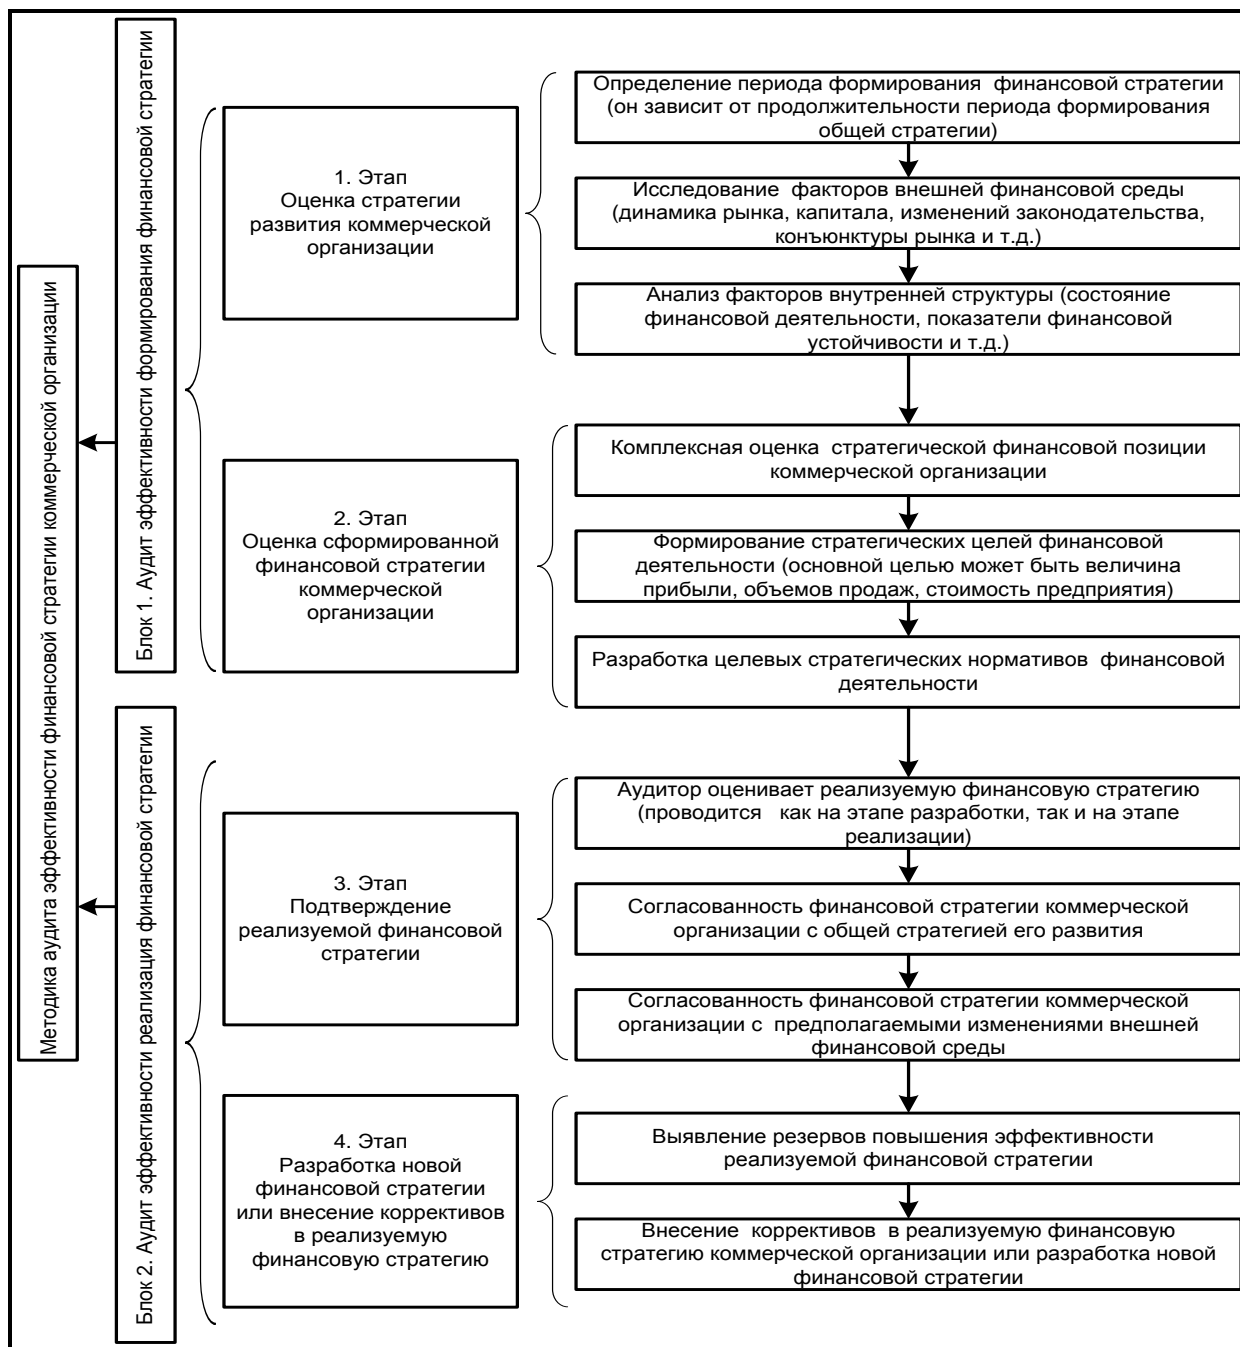 Методика аудита эффективности финансовой стратегии коммерческой организации
Блок 1. Аудит эффективности формирования финансовой стратегии
1. Этап
Оценка стратегии
развития коммерческой
организации
Определение периода формирования финансовой стратегии
(он зависит от продолжительности периода формирования
общей стратегии)
Исследование факторов внешней финансовой среды
(динамика рынка, капитала, изменений законодательства,
конъюнктуры рынка и т.д.)
Анализ факторов внутренней структуры (состояние
финансовой деятельности, показатели финансовой
устойчивости и т.д.)
2. Этап
Оценка сформированной
финансовой стратегии
коммерческой
организации
Комплексная оценка стратегической финансовой позиции
коммерческой организации
Формирование стратегических целей финансовой
деятельности (основной целью может быть величина
прибыли, объемов продаж, стоимость предприятия)
Разработка целевых стратегических нормативов финансовой
деятельности
Блок 2. Аудит эффективности реализация финансовой стратегии
3. Этап
Подтверждение
реализуемой финансовой
стратегии
Аудитор оценивает реализуемую финансовую стратегию
(проводится как на этапе разработки, так и на этапе
реализации)
Согласованность финансовой стратегии коммерческой
организации с общей стратегией его развития
Согласованность финансовой стратегии коммерческой
организации с предполагаемыми изменениями внешней
финансовой среды
4. Этап
Разработка новой
финансовой стратегии
или внесение коррективов
в реализуемую
финансовую стратегию
Выявление резервов повышения эффективности
реализуемой финансовой стратегии
Внесение коррективов в реализуемую финансовую
стратегию коммерческой организации или разработка новой
финансовой стратегии